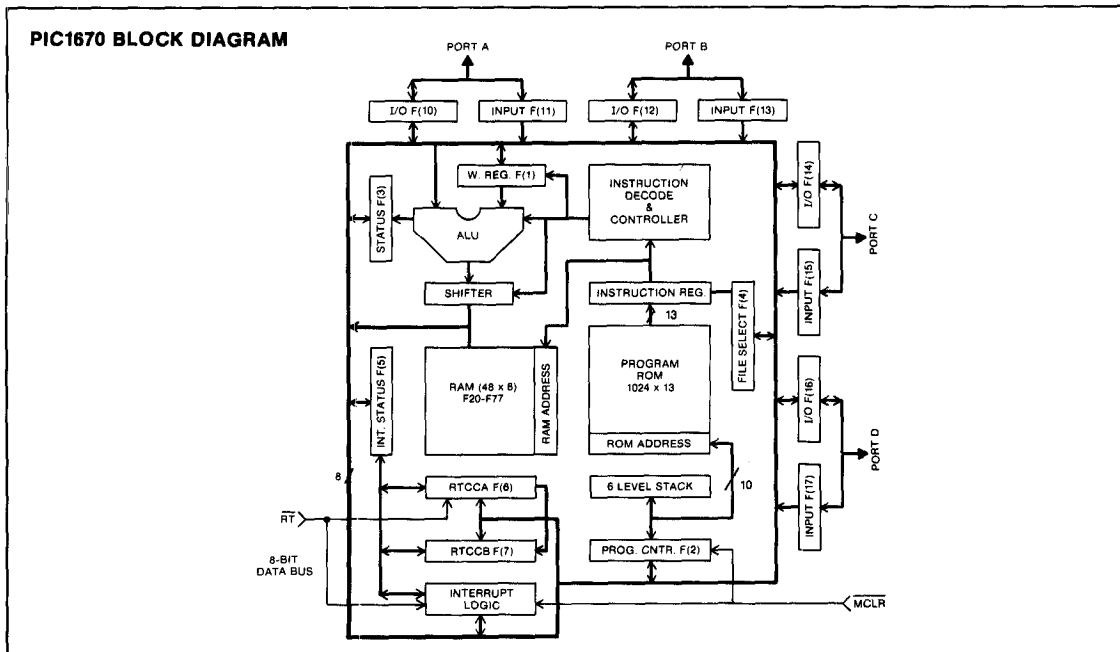 PIC1670 BLOCK DIAGRAM
PORT A
PORT B
I/O F(10)
INPUT F(11)
I/O F(12)
INPUT F(13)
W. REG. F(1)
INSTRUCTION
DECODE
&
CONTROLLER
STATUS F(3)
ALU
I/O F(14)
PORT C
SHIFTER
INSTRUCTION REG
INPUT F(15)
13
FILE SELECT F(4)
INT. STATUS F(5)
RAM (48 x 8)
F20-F77
RAM ADDRESS
PROGRAM
ROM
1024 x 13
I/O F(16)
ROM ADDRESS
PORT D
8
RTCCA F(6)
6 LEVEL STACK
10
INPUT F(17)
RT
RTCCB F(7)
PROG. CNTR. F(2)
8-BIT
DATA BUS
INTERRUPT
LOGIC
MCLR